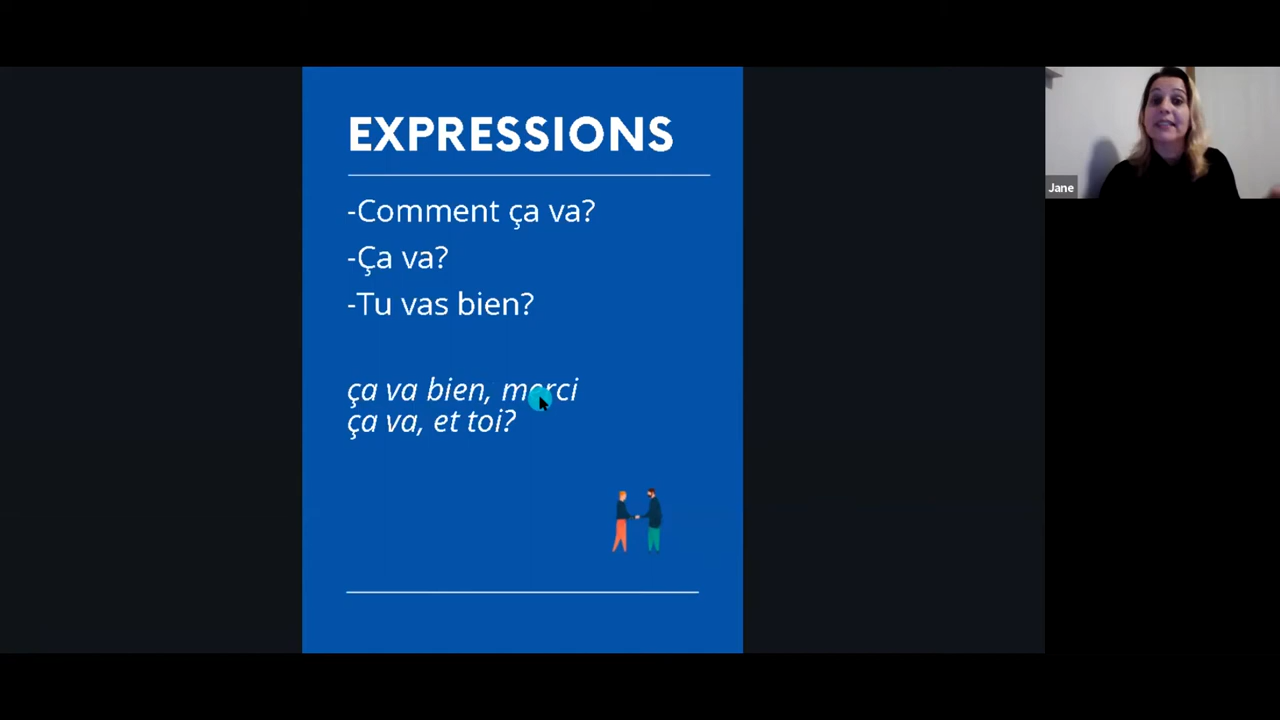 EXPRESSIONS
-Comment ça va?
-Ça va?
-Tu vas bien?
ça va bien, merci
ça va, et toi?
Jane